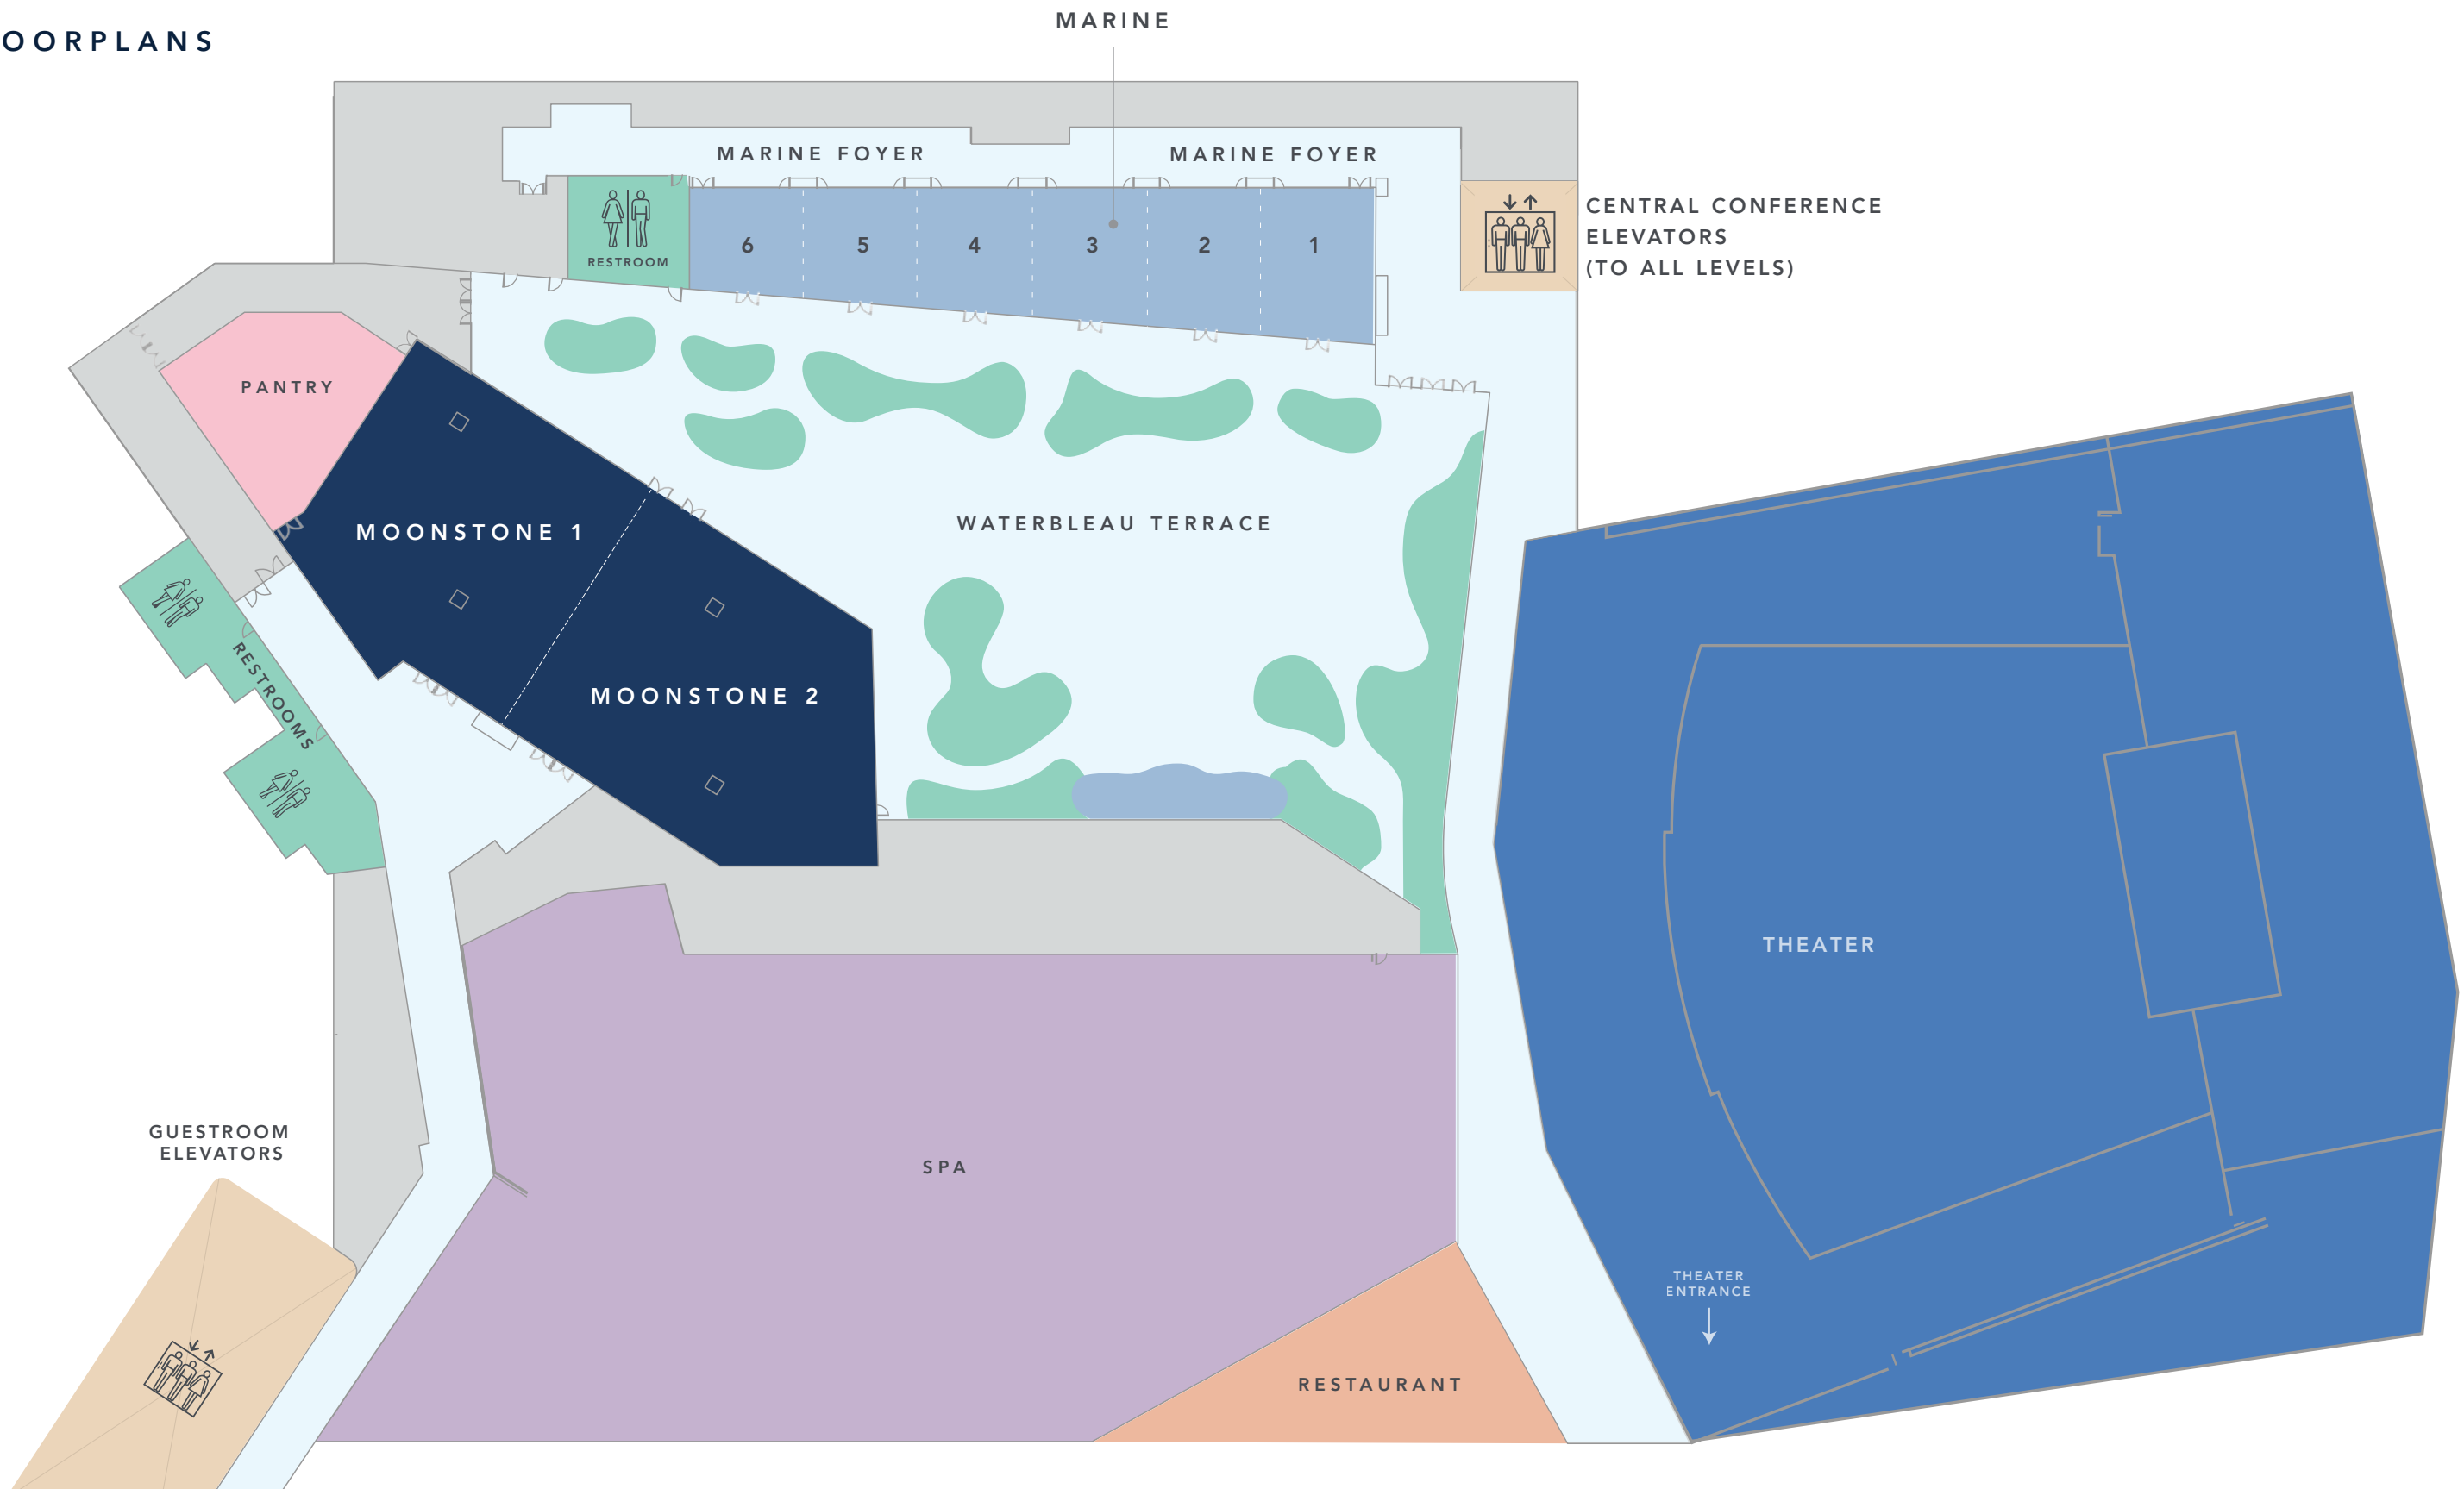 OORPLANS
MARINE
MARINE FOYER
MARINE FOYER
CENTRAL CONFERENCE
ELEVATORS
(TO ALL LEVELS)
RESTROOM
6
5
4
3
2
1
PANTRY
MOONSTONE 1
WATERBLEAU TERRACE
MOONSTONE 2
RESTROOMS
THEATER
GUESTROOM
ELEVATORS
SPA
THEATER
ENTRANCE
RESTAURANT